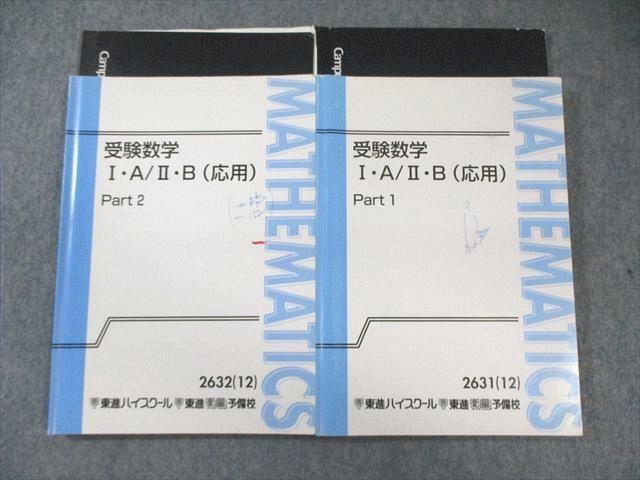 Camp
Camp
受験数学
I・A/II・B(応用)
Part 2
MATHEMATICS
2632(12)
東進ハイスクール 東進衛星予備校
受験数学
I・A/II・B(応用)
Part 1
MATHEMATICS
2631(12)
東進ハイスクール 東進衛星予備校